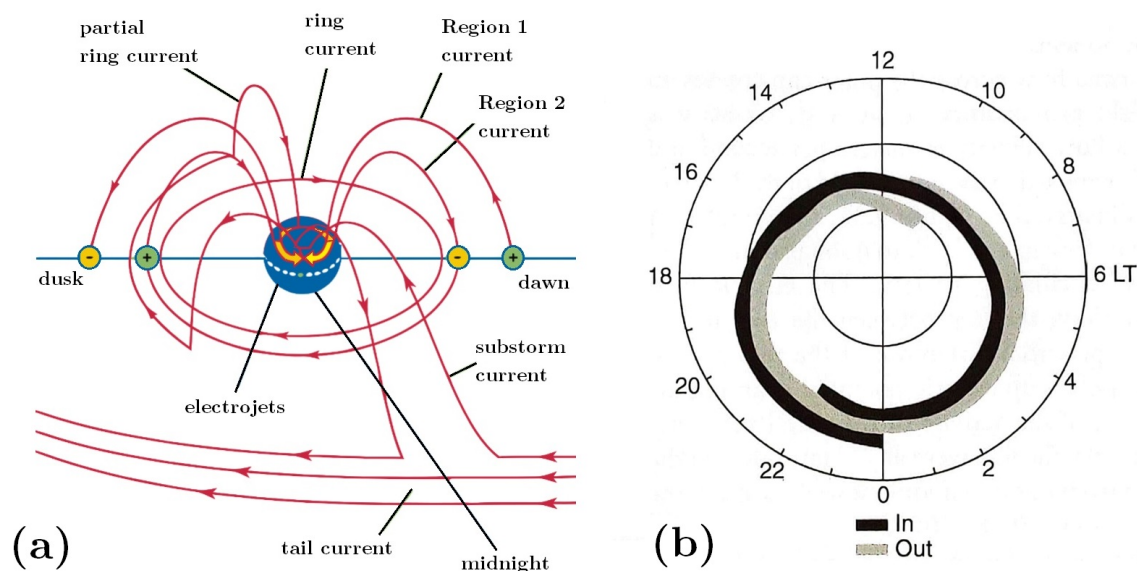 partial
ring current
ring
current
Region 1
current
Region 2
current
-
+
-
+
dusk
dawn
substorm
current
electrojets
tail current
midnight
(a)
12
14
10
16
8
18
6 LT
20
4
22
2
0
In
Out
(b)